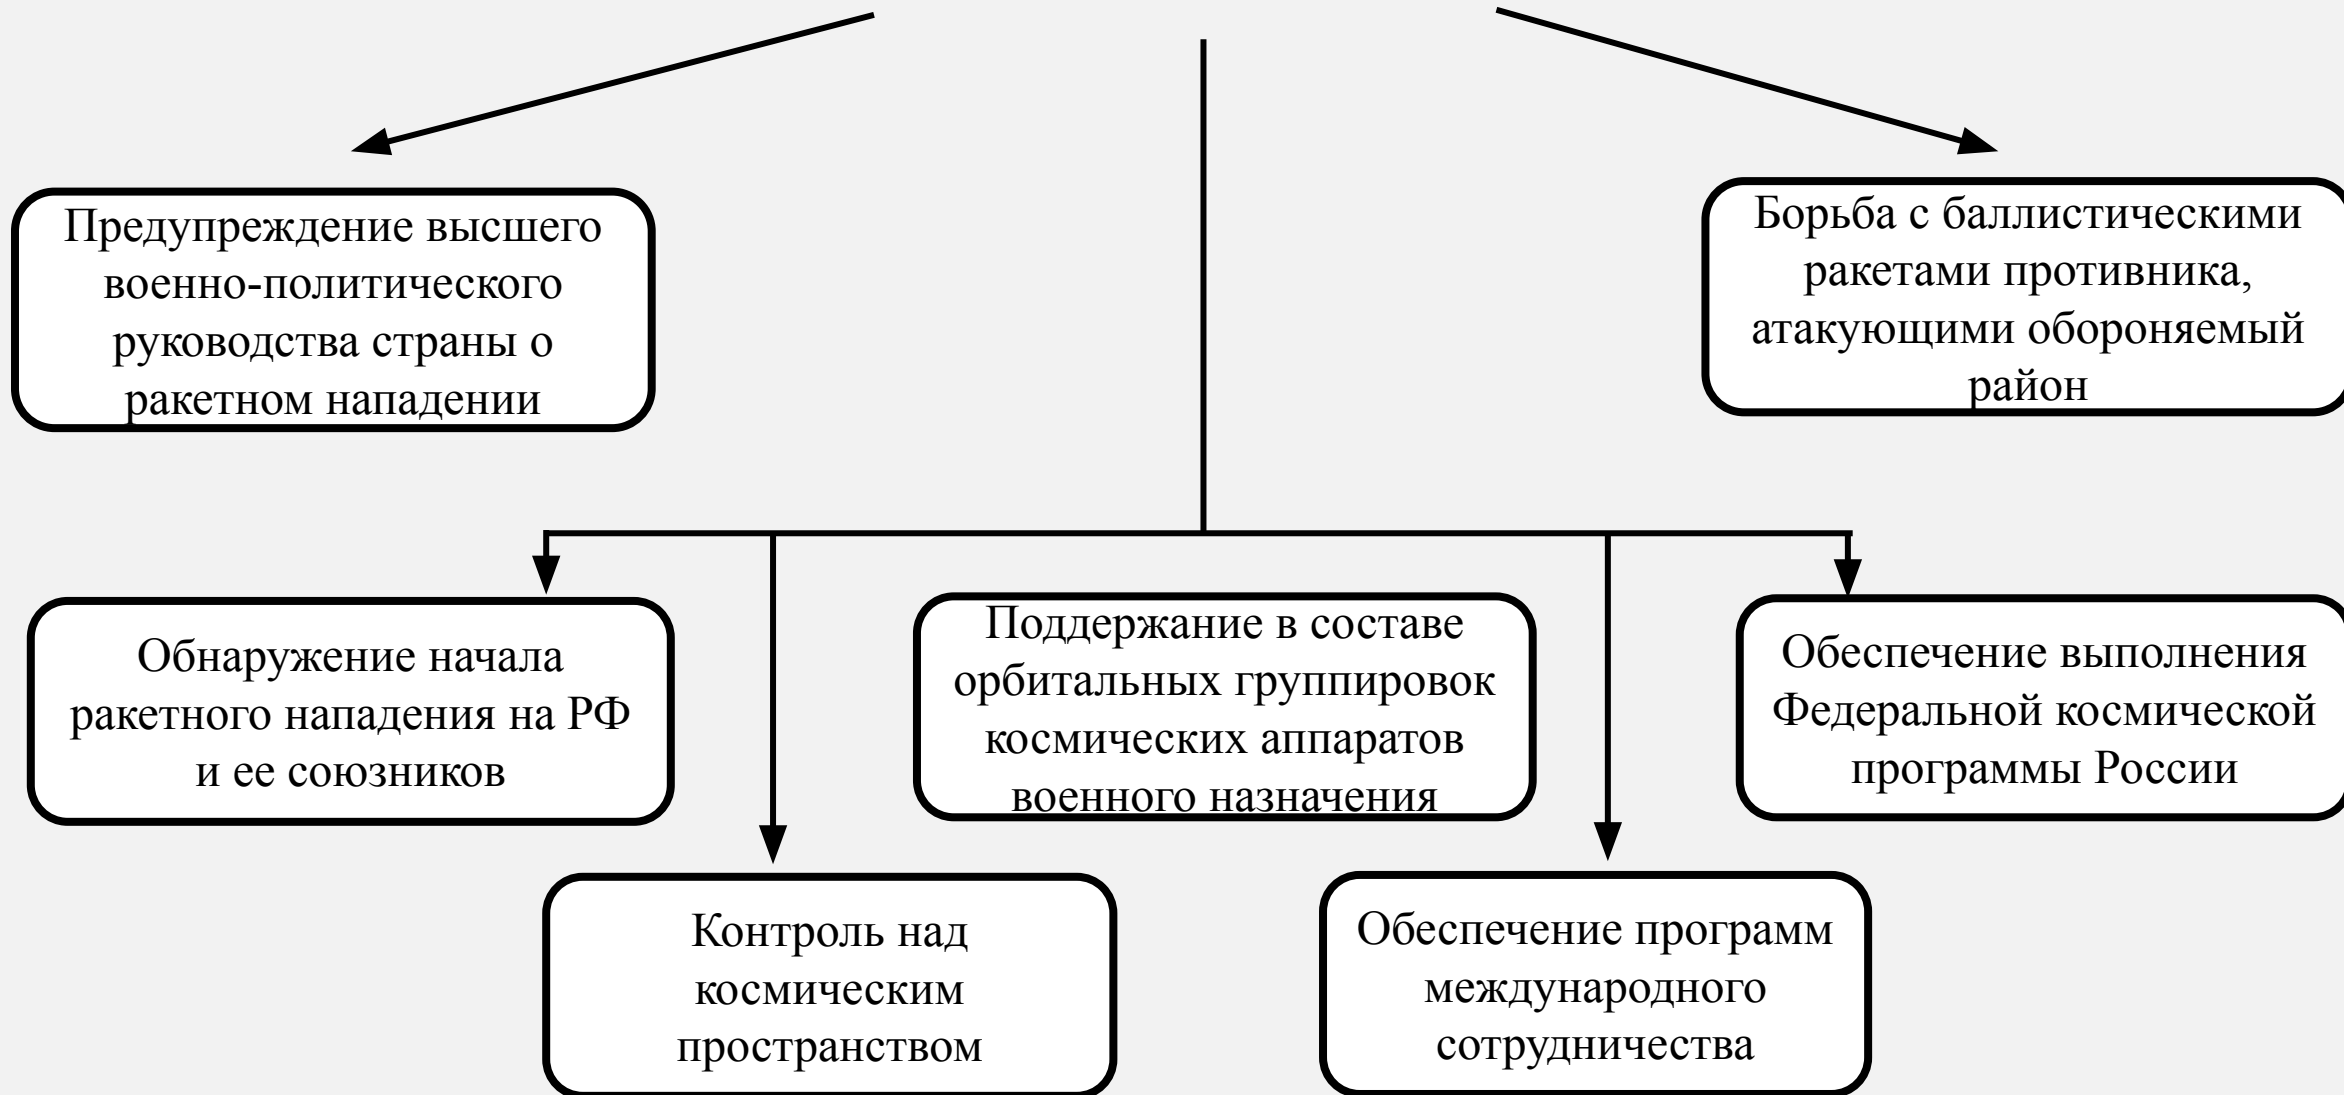 Предупреждение высшего
военно-политического
руководства страны о
ракетном нападении
Борьба с баллистическими
ракетами противника,
атакующими обороняемый
район
Обнаружение начала
ракетного нападения на РФ
и ее союзников
Поддержание в составе
орбитальных группировок
космических аппаратов
военного назначения
Обеспечение выполнения
Федеральной космической
программы России
Контроль над
космическим
пространством
Обеспечение программ
международного
сотрудничества